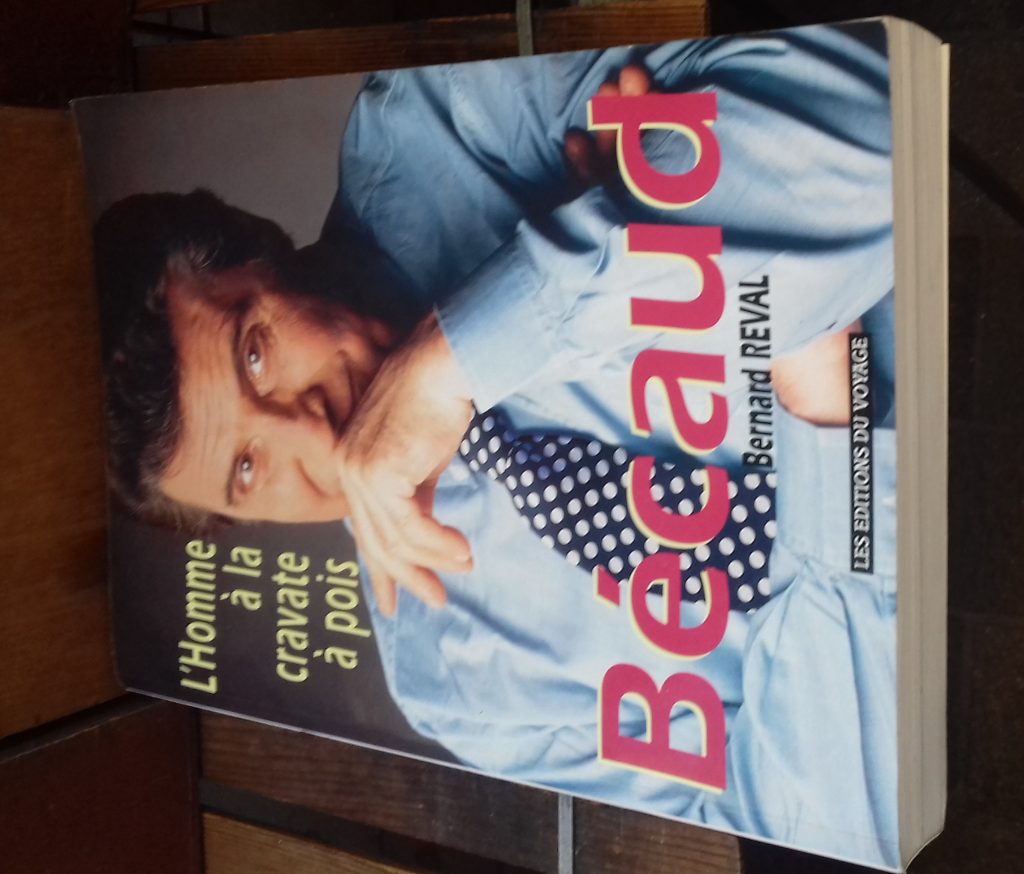 L'Homme
à la
cravate
à pois
Bécaud
Bernard REVAL
LES EDITIONS DU VOYAGE